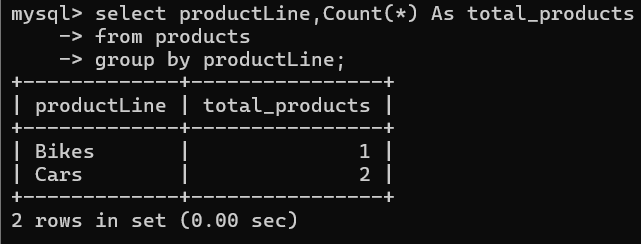 mysql> select productLine,Count(*) As total_products
    -> from products
    -> group by productLine;
+-------------+----------------+
| productLine | total_products |
+-------------+----------------+
| Bikes       |              1 |
| Cars        |              2 |
+-------------+----------------+
2 rows in set (0.00 sec)